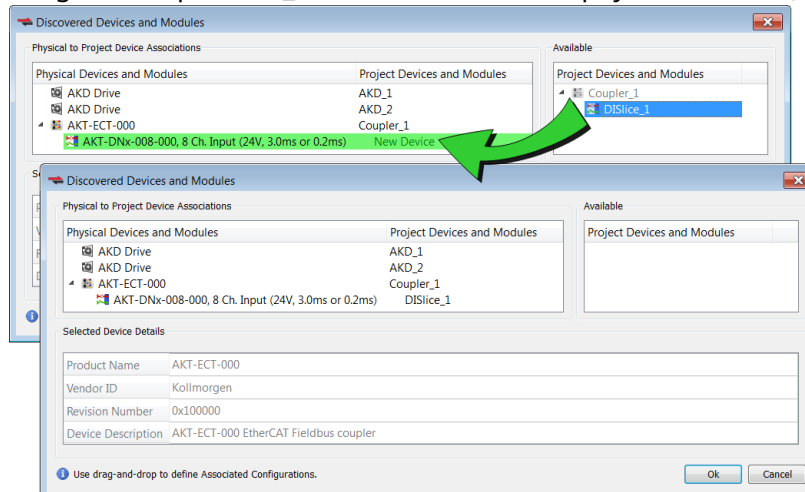 Discovered Devices and Modules
Physical to Project Device Associations
Available
Physical Devices and Modules Project Devices and Modules
Project Devices and Modules
AKD Drive AKD_1
Coupler_1
AKD Drive AKD_2
DISlice_1
AKT-ECT-000 Coupler_1
AKT-DNx-008-000, 8 Ch. Input (24V, 3.0ms or 0.2ms) New Device
Discovered Devices and Modules
Physical to Project Device Associations
Available
Physical Devices and Modules Project Devices and Modules
Project Devices and Modules
AKD Drive AKD_1
AKD Drive AKD_2
AKT-ECT-000 Coupler_1
AKT-DNx-008-000, 8 Ch. Input (24V, 3.0ms or 0.2ms) DISlice_1
Selected Device Details
Product Name AKT-ECT-000
Vendor ID Kollmorgen
Revision Number 0x100000
Device Description AKT-ECT-000 EtherCAT Fieldbus coupler
Use drag-and-drop to define Associated Configurations.
Ok Cancel